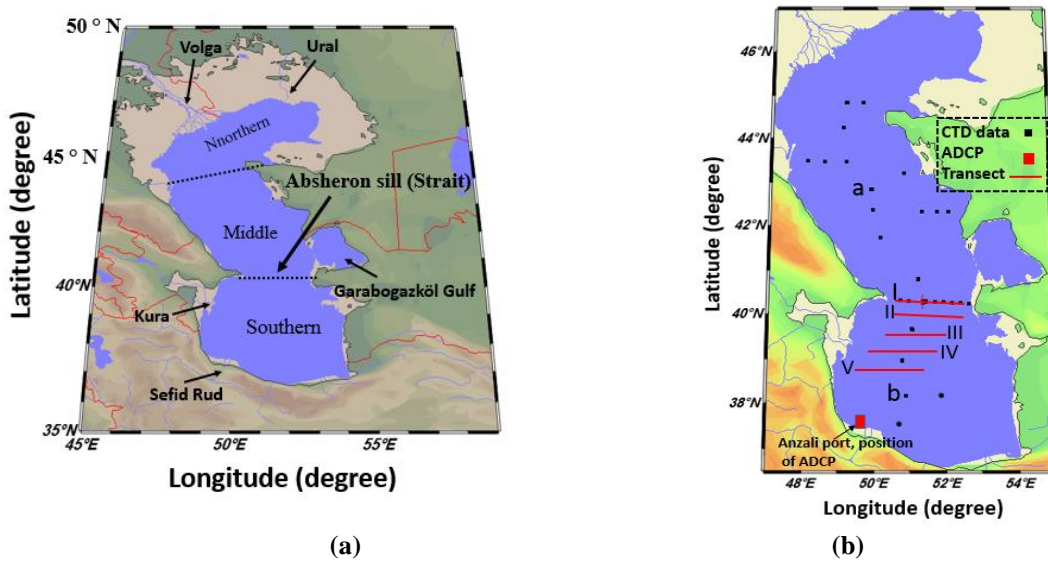 50 ° N
Volga
Ural
Nnorthern
45 ° N
Absheron sill (Strait)
Middle
40°N
Garabogazköl Gulf
Kura
Southern
Sefid Rud
35°N
45°E
50°E
55°E
Latitude (degree)
Longitude (degree)
(a)
46°N
CTD data
44°N
ADCP
Transect
a
42°N
I
40°N
II
III
IV
V
b
38°N
Anzali port, position
of ADCP
48°E
50°E
52°E
54°E
Latitude (degree)
Longitude (degree)
(b)